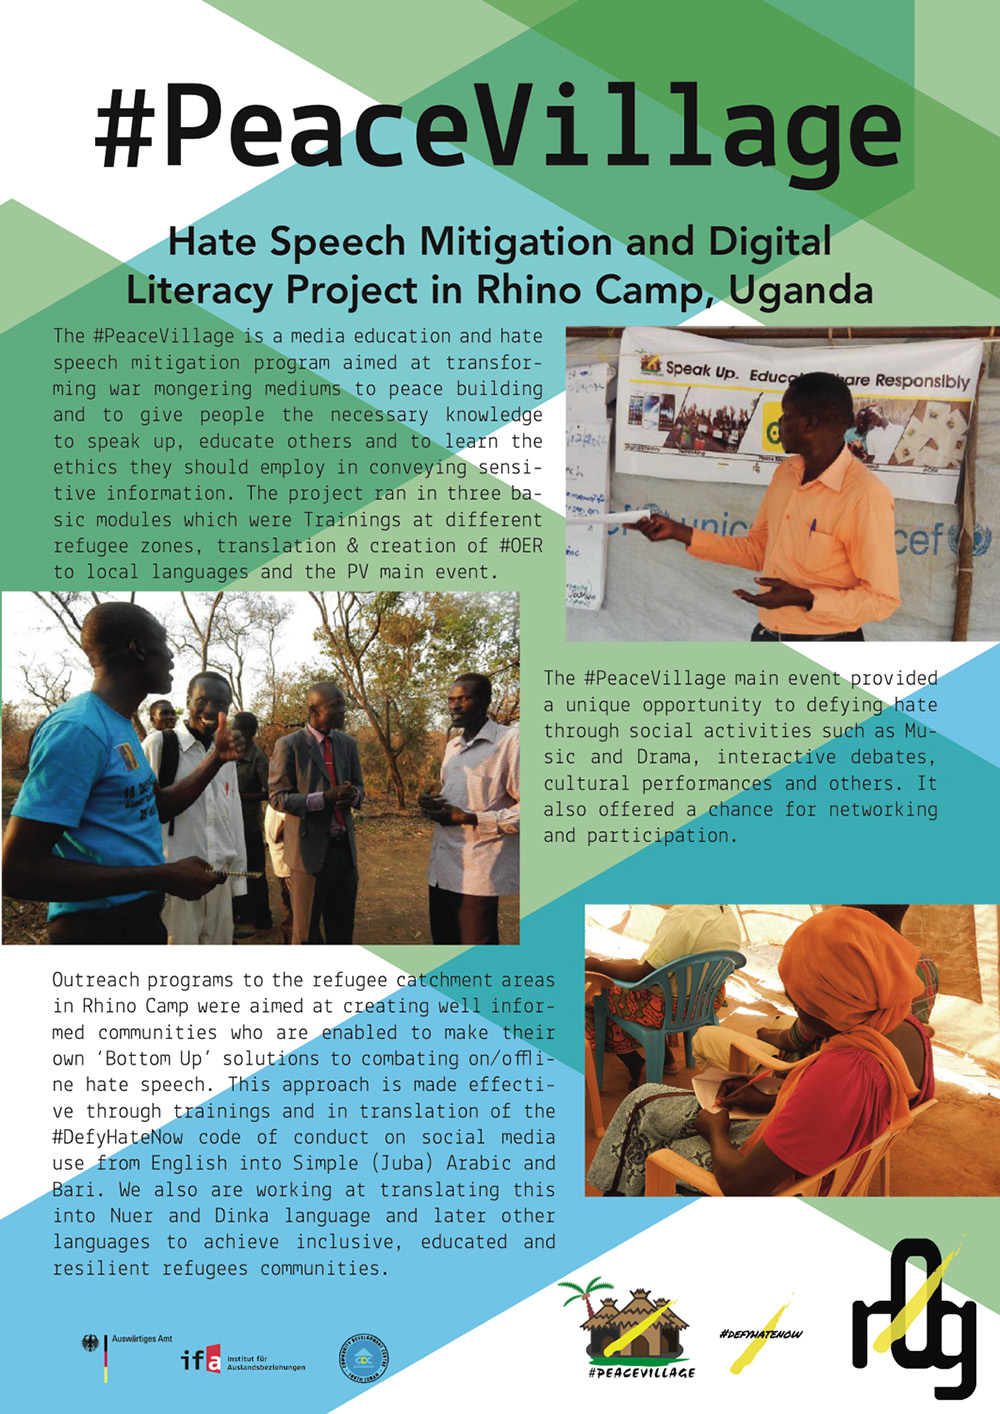 #PeaceVillage
Hate Speech Mitigation and Digital
Literacy Project in Rhino Camp, Uganda
The #PeaceVillage is a media education and hate
speech mitigation program aimed at transfor-
ming war mongering mediums to peace building
and to give people the necessary knowledge
to speak up, educate others and to learn the
ethics they should employ in conveying sensi-
tive information. The project ran in three ba-
sic modules which were Trainings at different
refugee zones, translation & creation of #OER
to local languages and the PV main event.
Speak Up. Share Responsibly
unic
cef
The #PeaceVillage main event provided
a unique opportunity to defying hate
through social activities such as Mu-
sic and Drama, interactive debates,
cultural performances and others. It
also offered a chance for networking
and participation.
Outreach programs to the refugee catchment areas
in Rhino Camp were aimed at creating well infor-
med communities who are enabled to make their
own ‘Bottom Up’ solutions to combating on/offli-
ne hate speech. This approach is made effecti-
ve through trainings and in translation of the
#DefyHateNow code of conduct on social media
use from English into Simple (Juba) Arabic and
Bari. We also are working at translating this
into Nuer and Dinka language and later other
languages to achieve inclusive, educated and
resilient refugees communities.
Auswärtiges Amt
ifa Institut für
Auslandsbeziehungen
COMMUNITY DEVELOPMENT CENTRE
CDC
SOUTH SUDAN
#PEACEVILLAGE
#DEFYHATENOW
r0g